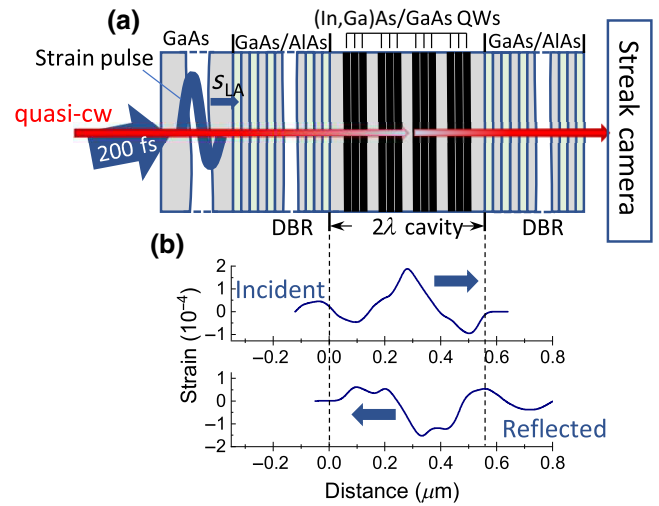 (a)
(In,Ga)As/GaAs QWs
GaAs
GaAs/AlAs
GaAs/AlAs
Strain pulse
S_LA
quasi-cw
200 fs
Streak camera
DBR
2λ cavity
DBR
(b)
Incident
2
1
0
−1
−0.2 0.0 0.2 0.4 0.6 0.8
Strain (10⁻⁴)
1
0
−1
−2
Reflected
−0.2 0.0 0.2 0.4 0.6 0.8
Distance (μm)